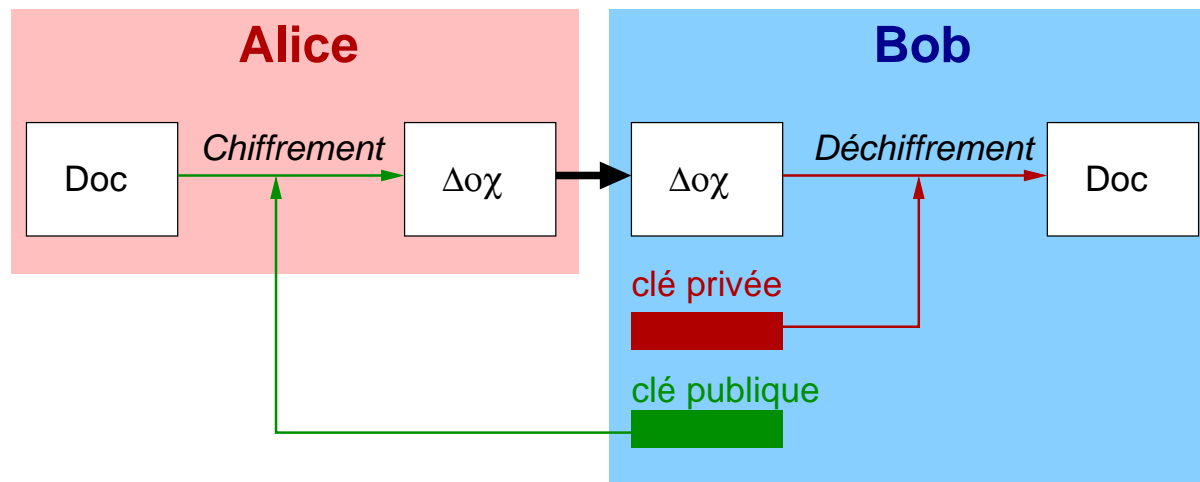 Alice
Bob
Chiffrement
Déchiffrement
Doc
Δοχ
Δοχ
Doc
clé privée
clé publique